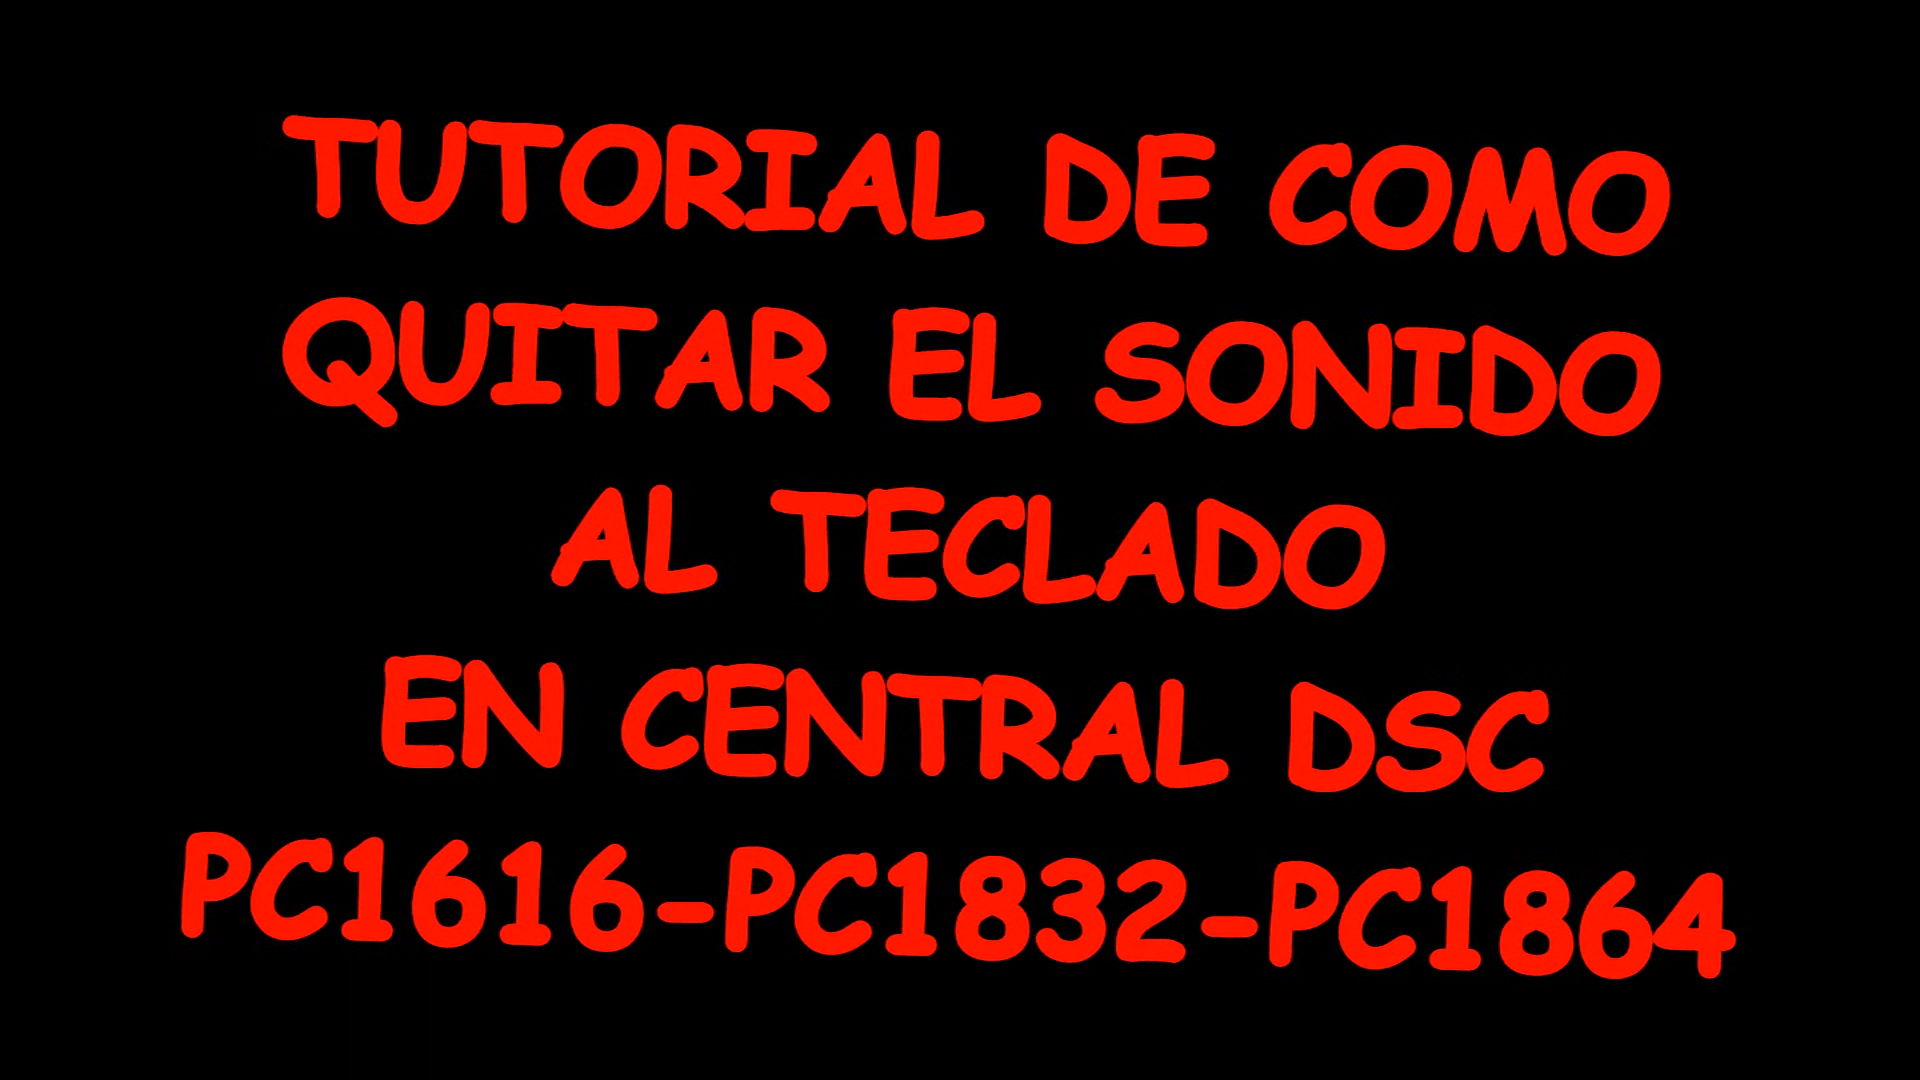 TUTORIAL DE COMO
QUITAR EL SONIDO
AL TECLADO
EN CENTRAL DSC
PC1616-PC1832-PC1864